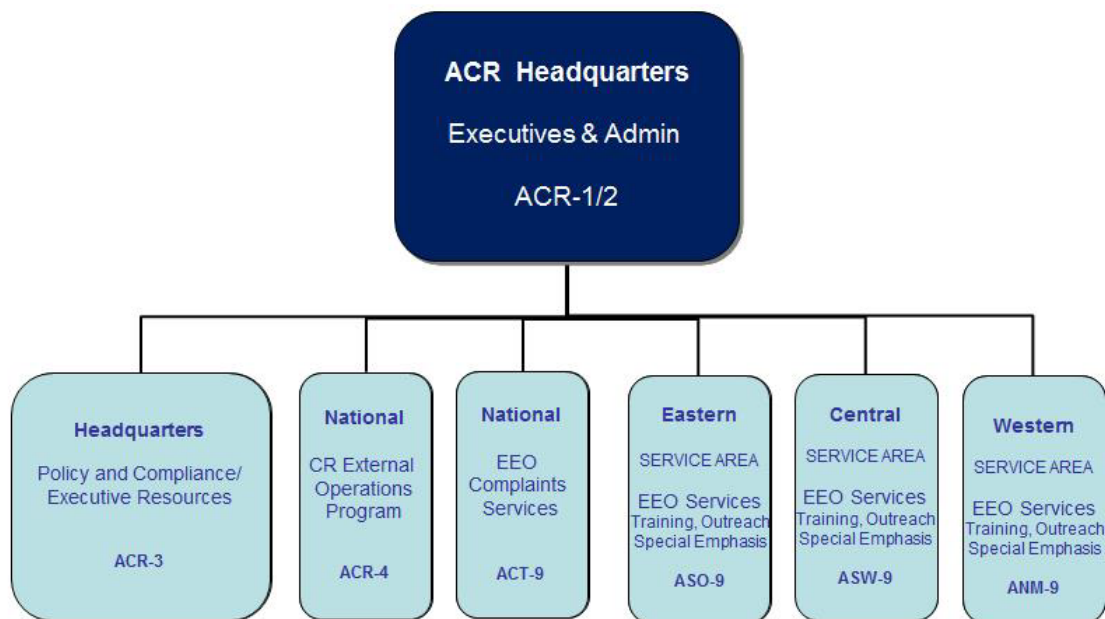 ACR Headquarters
Executives & Admin
ACR-1/2
Headquarters
Policy and Compliance/
Executive Resources
ACR-3
National
CR External
Operations
Program
ACR-4
National
EEO
Complaints
Services
ACT-9
Eastern
SERVICE AREA
EEO Services
Training, Outreach
Special Emphasis
ASO-9
Central
SERVICE AREA
EEO Services
Training, Outreach
Special Emphasis
ASW-9
Western
SERVICE AREA
EEO Services
Training, Outreach
Special Emphasis
ANM-9